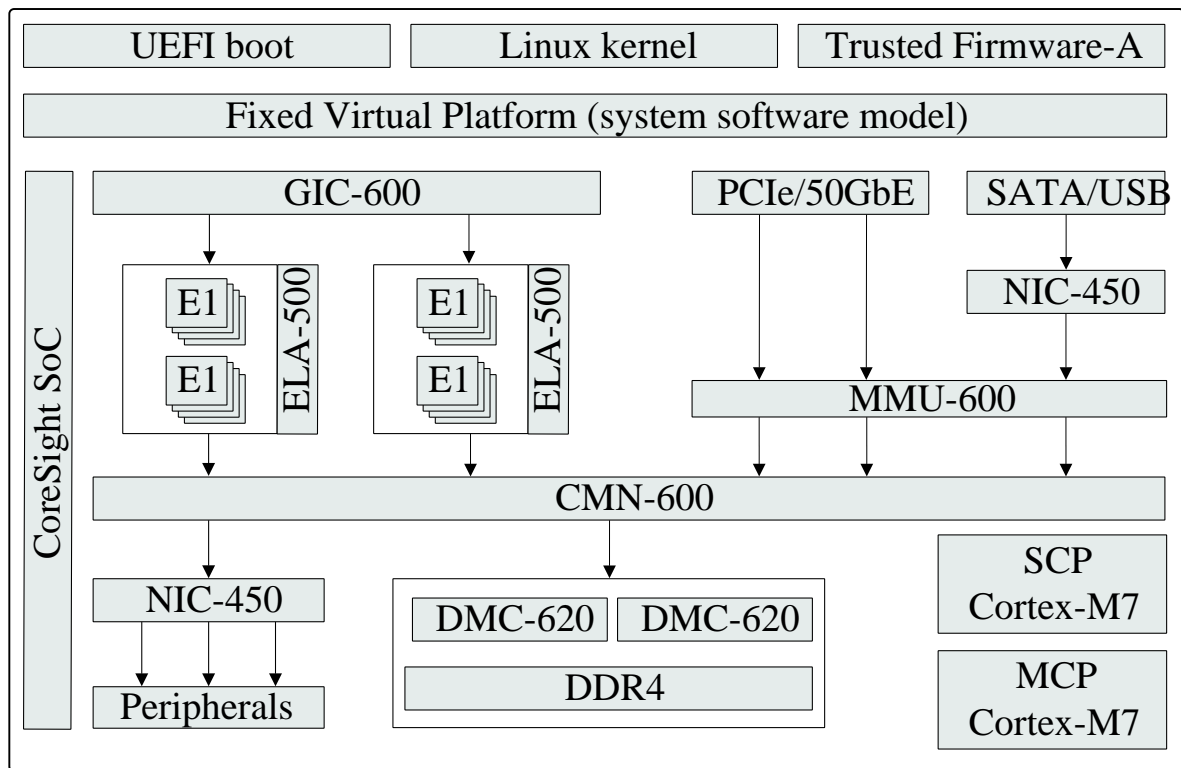 UEFI boot
Linux kernel
Trusted Firmware-A
Fixed Virtual Platform (system software model)
CoreSight SoC
GIC-600
PCIe/50GbE
SATA/USB
E1
E1
ELA-500
E1
E1
ELA-500
NIC-450
MMU-600
CMN-600
NIC-450
Peripherals
DMC-620
DMC-620
DDR4
SCP
Cortex-M7
MCP
Cortex-M7